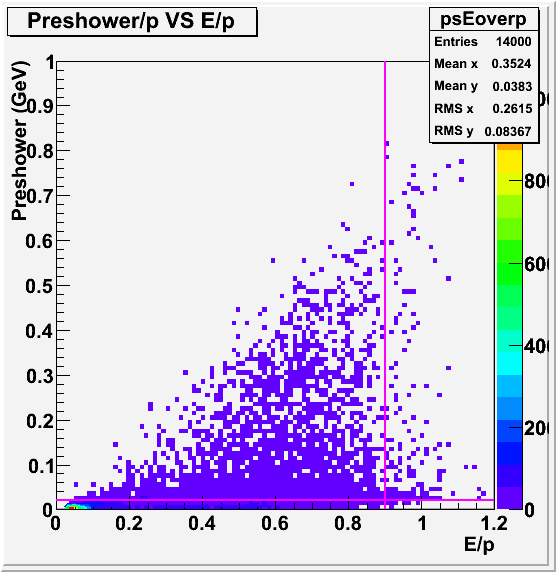 Preshower/p VS E/p
psEoverp
Entries 14000
Mean x 0.3524
Mean y 0.0383
RMS x 0.2615
RMS y 0.08367
Preshower (GeV)
1
0.9
0.8
0.7
0.6
0.5
0.4
0.3
0.2
0.1
0
0 0.2 0.4 0.6 0.8 1 1.2
E/p
800
600
400
200
0